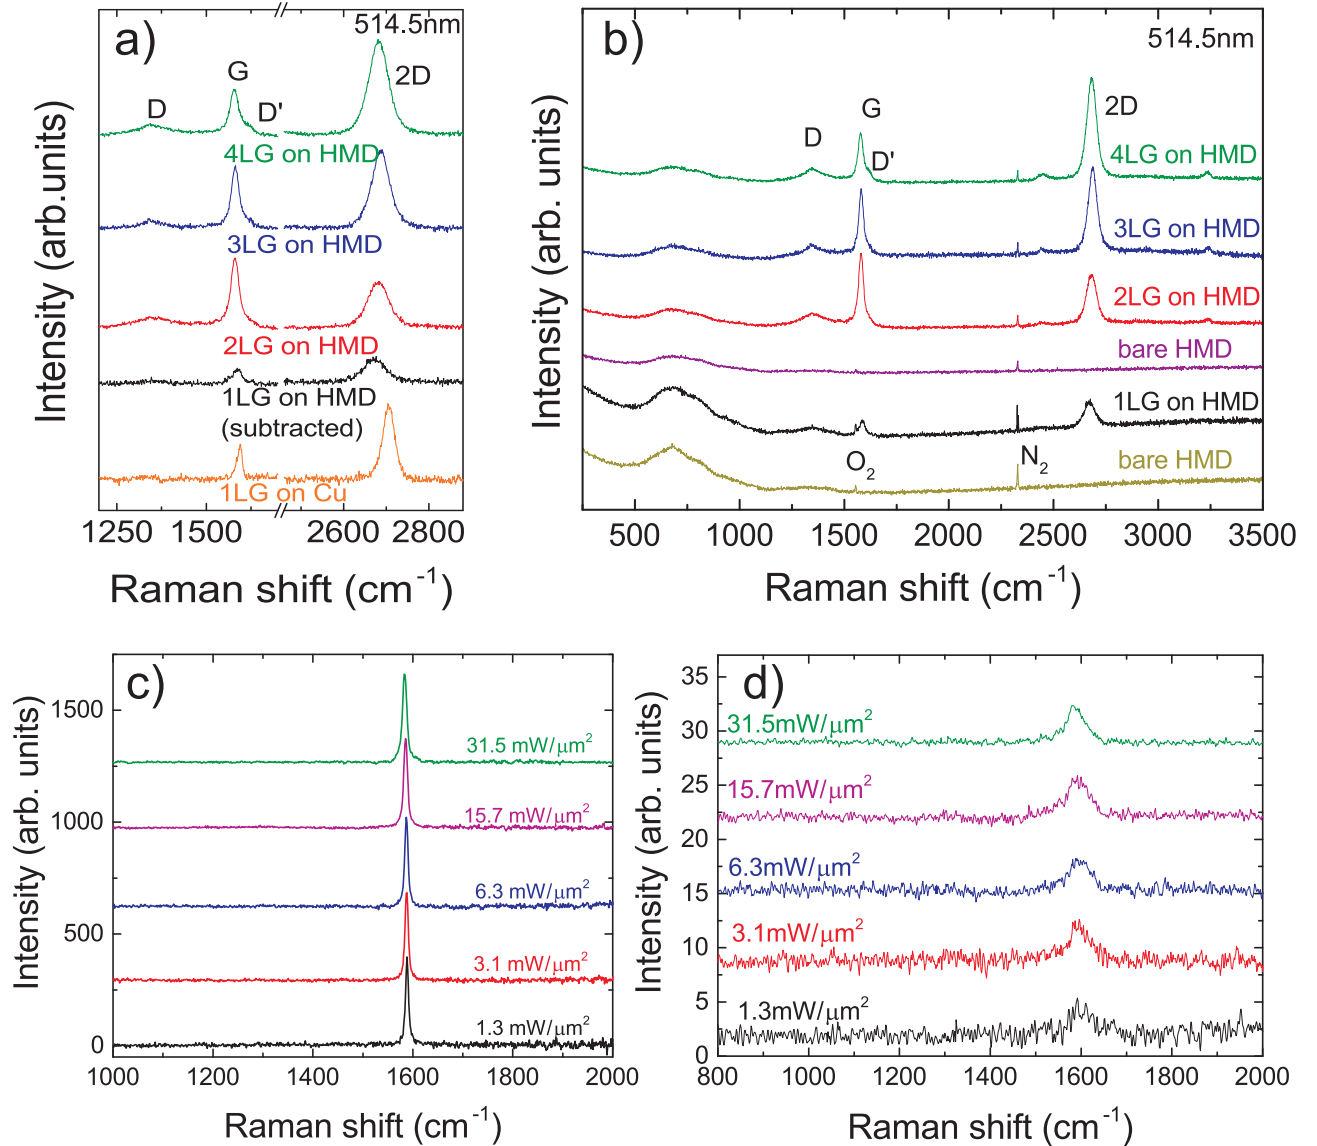 a)
514.5nm
G
D
D'
2D
4LG on HMD
3LG on HMD
2LG on HMD
1LG on HMD
(subtracted)
1LG on Cu
1250 1500 2600 2800
Raman shift (cm⁻¹)
Intensity (arb.units)
b)
514.5nm
G
D
D'
2D
4LG on HMD
3LG on HMD
2LG on HMD
bare HMD
1LG on HMD
O₂
N₂
bare HMD
500 1000 1500 2000 2500 3000 3500
Raman shift (cm⁻¹)
Intensity (arb. units)
c)
1500
1000
500
0
31.5 mW/μm²
15.7 mW/μm²
6.3 mW/μm²
3.1 mW/μm²
1.3 mW/μm²
1000 1200 1400 1600 1800 2000
Raman shift (cm⁻¹)
Intensity (arb. units)
d)
35
30
25
20
15
10
5
0
31.5mW/μm²
15.7mW/μm²
6.3mW/μm²
3.1mW/μm²
1.3mW/μm²
800 1000 1200 1400 1600 1800 2000
Raman shift (cm⁻¹)
Intensity (arb. units)